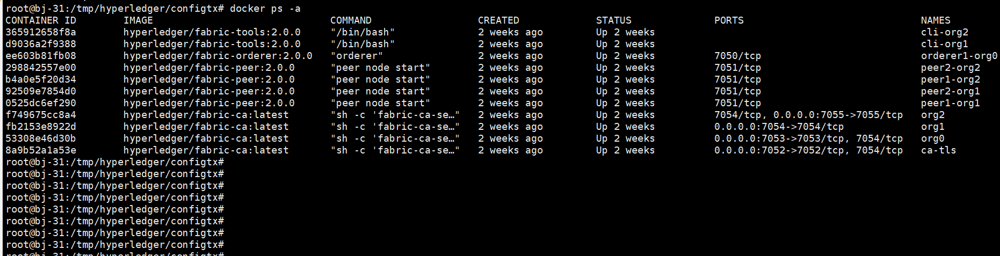 root@bj-31:/tmp/hyperledger/configtx# docker ps -a
CONTAINER ID        IMAGE                              COMMAND                  CREATED             STATUS              PORTS                              NAMES
365912658f8a        hyperledger/fabric-tools:2.0.0     "/bin/bash"              2 weeks ago         Up 2 weeks                                             cli-org2
d9036a2f9388        hyperledger/fabric-tools:2.0.0     "/bin/bash"              2 weeks ago         Up 2 weeks                                             cli-org1
ee603b81fb08        hyperledger/fabric-orderer:2.0.0   "orderer"                2 weeks ago         Up 2 weeks          7050/tcp                           orderer1-org0
298842557e00        hyperledger/fabric-peer:2.0.0      "peer node start"        2 weeks ago         Up 2 weeks          7051/tcp                           peer2-org2
b4a0e5f20d34        hyperledger/fabric-peer:2.0.0      "peer node start"        2 weeks ago         Up 2 weeks          7051/tcp                           peer1-org2
92509e7854d0        hyperledger/fabric-peer:2.0.0      "peer node start"        2 weeks ago         Up 2 weeks          7051/tcp                           peer2-org1
0525dc6ef290        hyperledger/fabric-peer:2.0.0      "peer node start"        2 weeks ago         Up 2 weeks          7051/tcp                           peer1-org1
f749675cc8a4        hyperledger/fabric-ca:latest       "sh -c 'fabric-ca-se…"   2 weeks ago         Up 2 weeks          7054/tcp, 0.0.0.0:7055->7055/tcp   org2
fb2153e8922d        hyperledger/fabric-ca:latest       "sh -c 'fabric-ca-se…"   2 weeks ago         Up 2 weeks          0.0.0.0:7054->7054/tcp             org1
53308e46d30b        hyperledger/fabric-ca:latest       "sh -c 'fabric-ca-se…"   2 weeks ago         Up 2 weeks          0.0.0.0:7053->7053/tcp, 7054/tcp   org0
8a9b52a1a53e        hyperledger/fabric-ca:latest       "sh -c 'fabric-ca-se…"   2 weeks ago         Up 2 weeks          0.0.0.0:7052->7052/tcp, 7054/tcp   ca-tls
root@bj-31:/tmp/hyperledger/configtx#
root@bj-31:/tmp/hyperledger/configtx#
root@bj-31:/tmp/hyperledger/configtx#
root@bj-31:/tmp/hyperledger/configtx#
root@bj-31:/tmp/hyperledger/configtx#
root@bj-31:/tmp/hyperledger/configtx#
root@bj-31:/tmp/hyperledger/configtx#
root@bj-31:/tmp/hyperledger/configtx#
root@bj-31:/tmp/hyperledger/configtx#